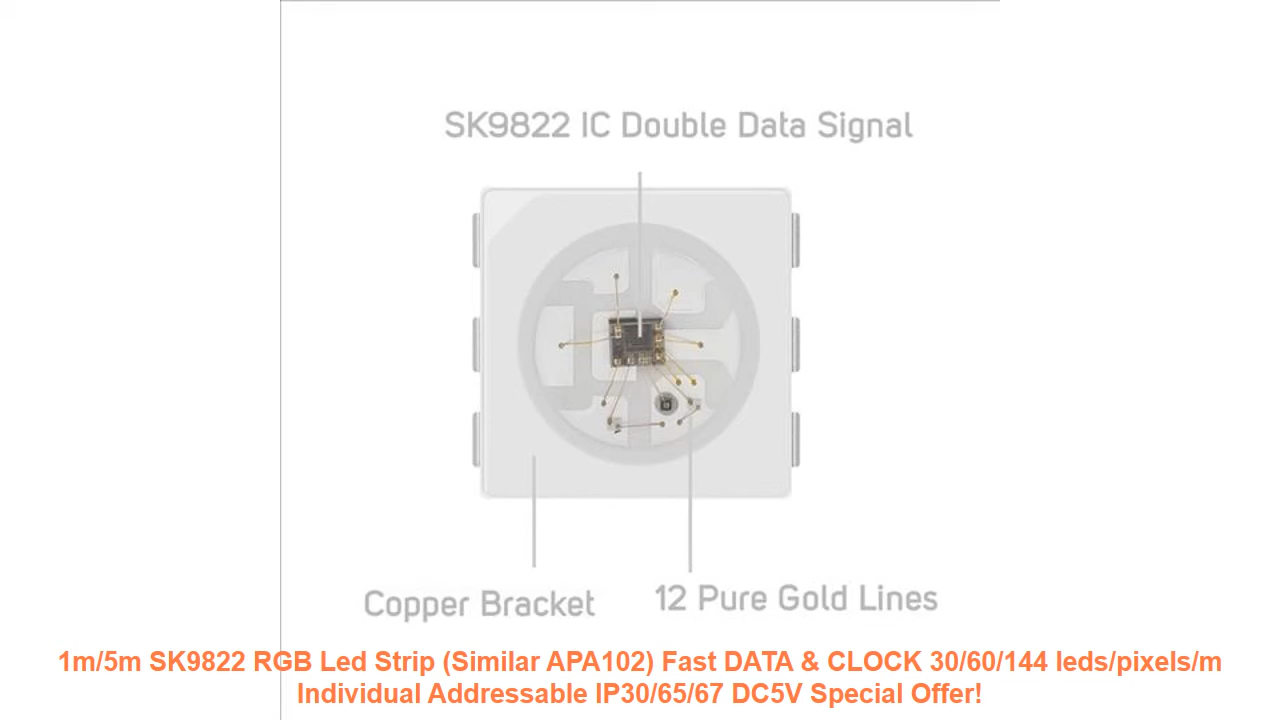 SK9822 IC Double Data Signal
Copper Bracket
12 Pure Gold Lines
1m/5m SK9822 RGB Led Strip (Similar APA102) Fast DATA & CLOCK 30/60/144 leds/pixels/m
Individual Addressable IP30/65/67 DC5V Special Offer!